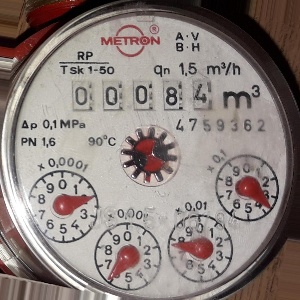 METRON
A·V
B·H
RP
Tsk 1-50
qn 1,5 m³/h
00084 m³
Δp 0,1 MPa
4759362
PN 1,6
90°C
x 0,0001
x 0,1
x 0,001
x 0,01